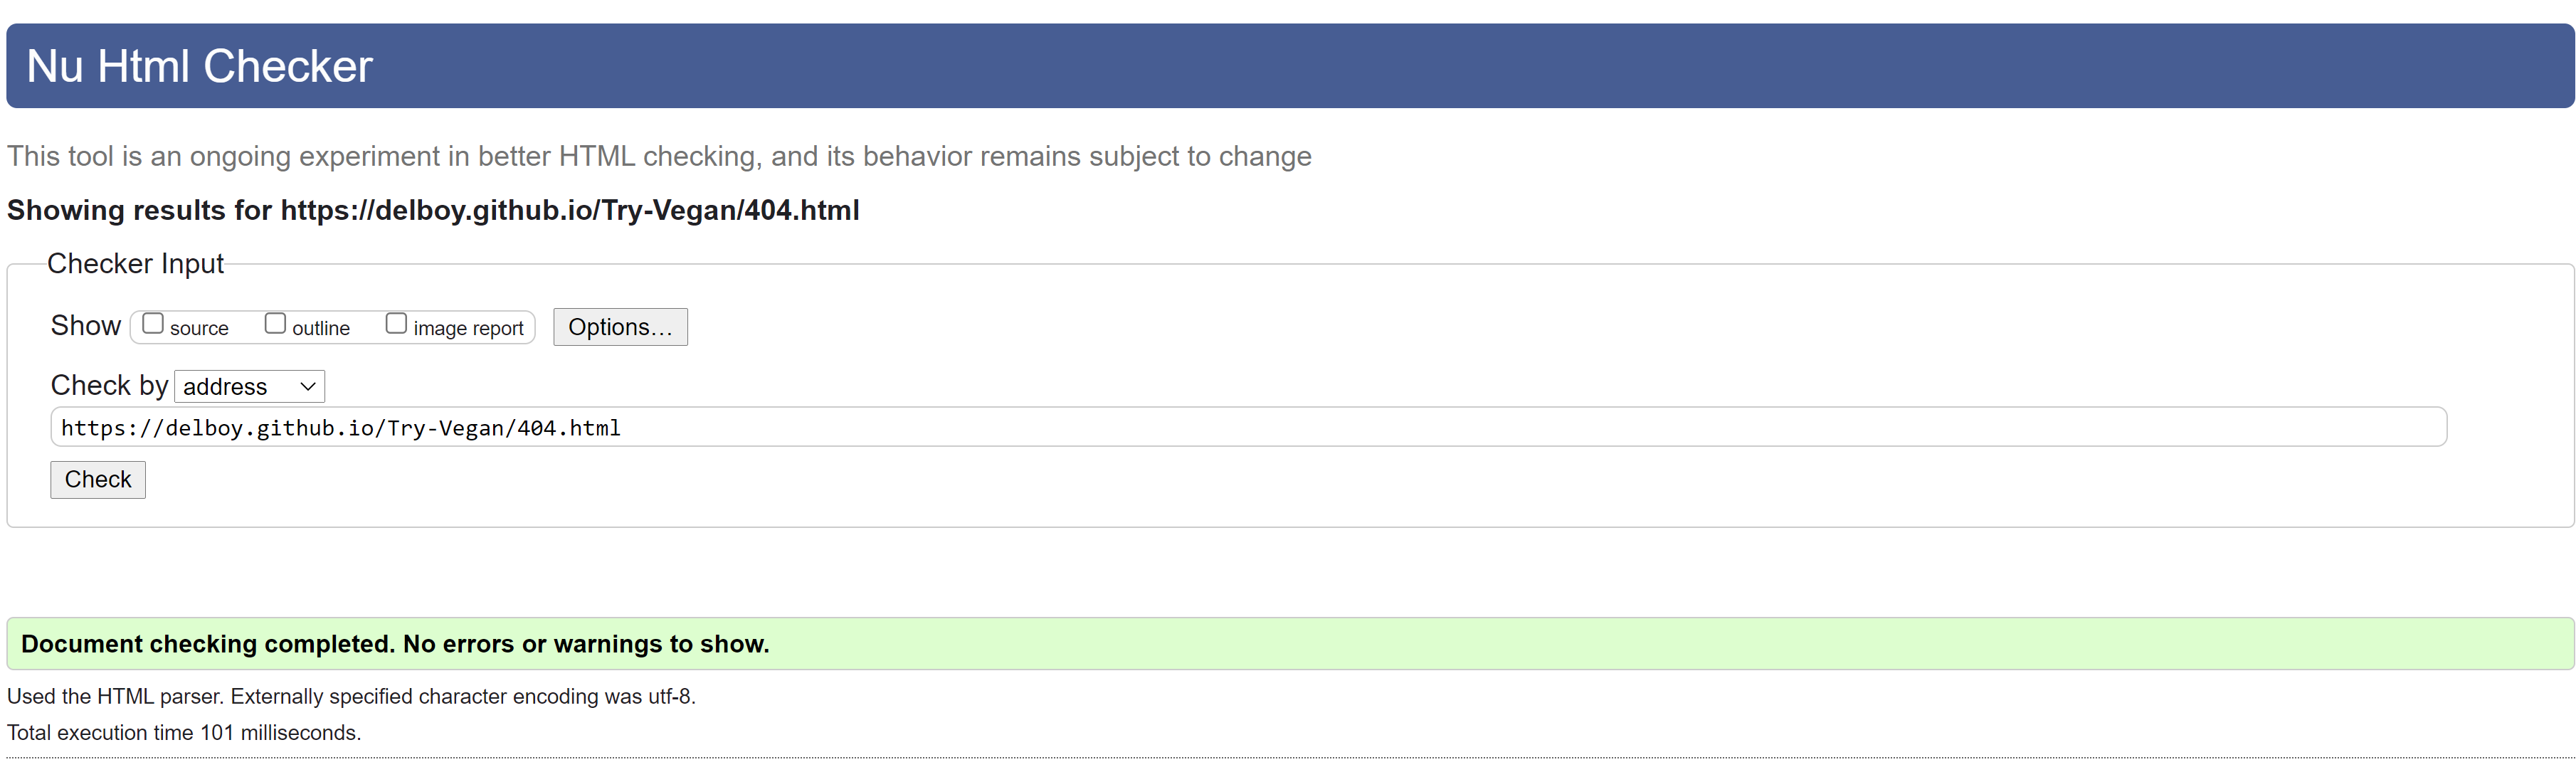 Nu Html Checker
This tool is an ongoing experiment in better HTML checking, and its behavior remains subject to change
Showing results for https://delboy.github.io/Try-Vegan/404.html
Checker Input
Show source outline image report Options...
Check by address
https://delboy.github.io/Try-Vegan/404.html
Check
Document checking completed. No errors or warnings to show.
Used the HTML parser. Externally specified character encoding was utf-8.
Total execution time 101 milliseconds.